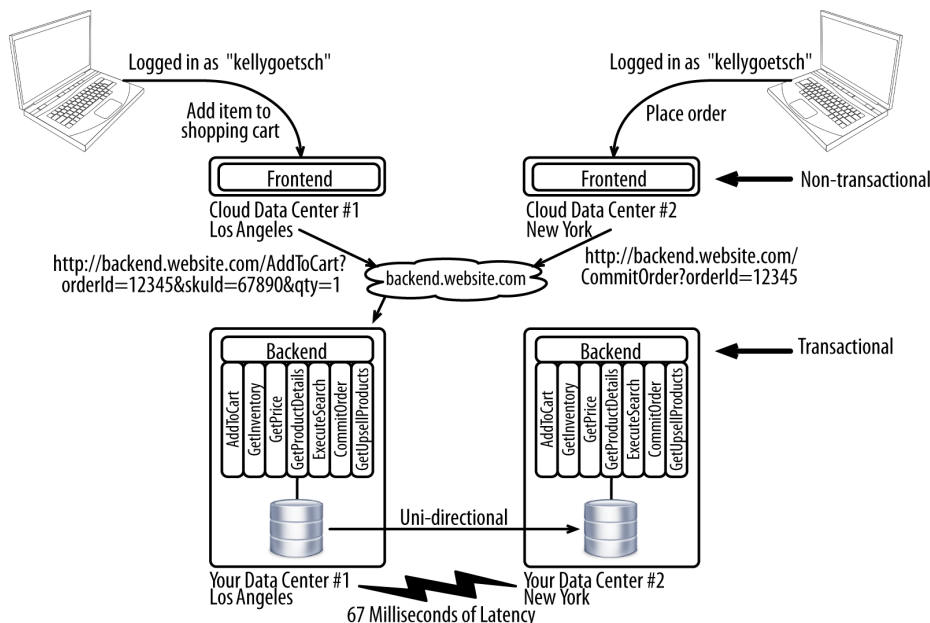 Logged in as "kellygoetsch"
Logged in as "kellygoetsch"
Add item to
shopping cart
Place order
Frontend
Frontend
Non-transactional
Cloud Data Center #1
Los Angeles
Cloud Data Center #2
New York
http://backend.website.com/AddToCart?
orderId=12345&skuId=67890&qty=1
backend.website.com
http://backend.website.com/
CommitOrder?orderId=12345
Backend
Backend
Transactional
AddToCart
GetInventory
GetPrice
GetProductDetails
ExecuteSearch
CommitOrder
GetUpsellProducts
AddToCart
GetInventory
GetPrice
GetProductDetails
ExecuteSearch
CommitOrder
GetUpsellProducts
Uni-directional
Your Data Center #1
Los Angeles
Your Data Center #2
New York
67 Milliseconds of Latency